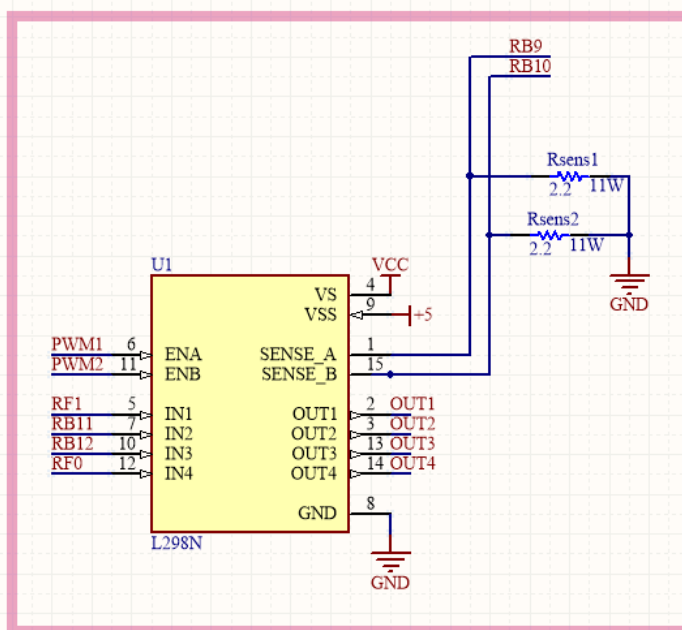 RB9
RB10
Rsens1
2.2 11W
Rsens2
2.2 11W
GND
U1
VCC
VS 4
VSS 9 +5
PWM1 6 ENA SENSE_A 1
PWM2 11 ENB SENSE_B 15
RF1 5 IN1 OUT1 2 OUT1
RB11 7 IN2 OUT2 3 OUT2
RB12 10 IN3 OUT3 13 OUT3
RF0 12 IN4 OUT4 14 OUT4
GND 8
L298N
GND